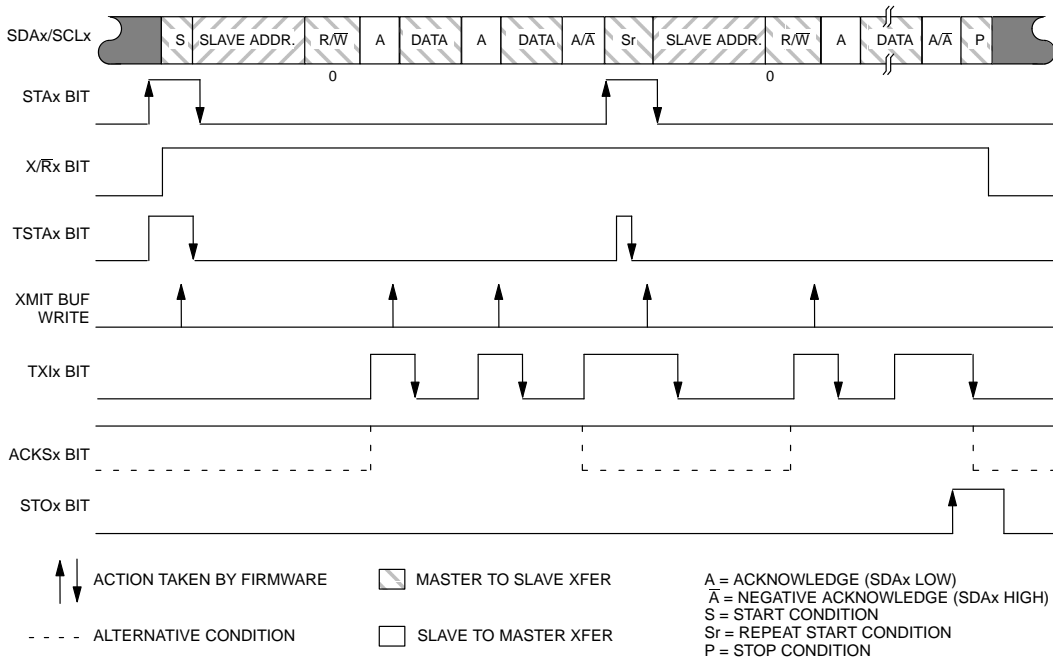 SDAx/SCLx S SLAVE ADDR. R/W̅ A DATA A DATA A/A̅ Sr SLAVE ADDR. R/W̅ A DATA A/A̅ P
0 0
STAx BIT
X/R̅x BIT
TSTAx BIT
XMIT BUF
WRITE
TXIx BIT
ACKSx BIT
STOx BIT
ACTION TAKEN BY FIRMWARE
ALTERNATIVE CONDITION
MASTER TO SLAVE XFER
SLAVE TO MASTER XFER
A = ACKNOWLEDGE (SDAx LOW)
A̅ = NEGATIVE ACKNOWLEDGE (SDAx HIGH)
S = START CONDITION
Sr = REPEAT START CONDITION
P = STOP CONDITION